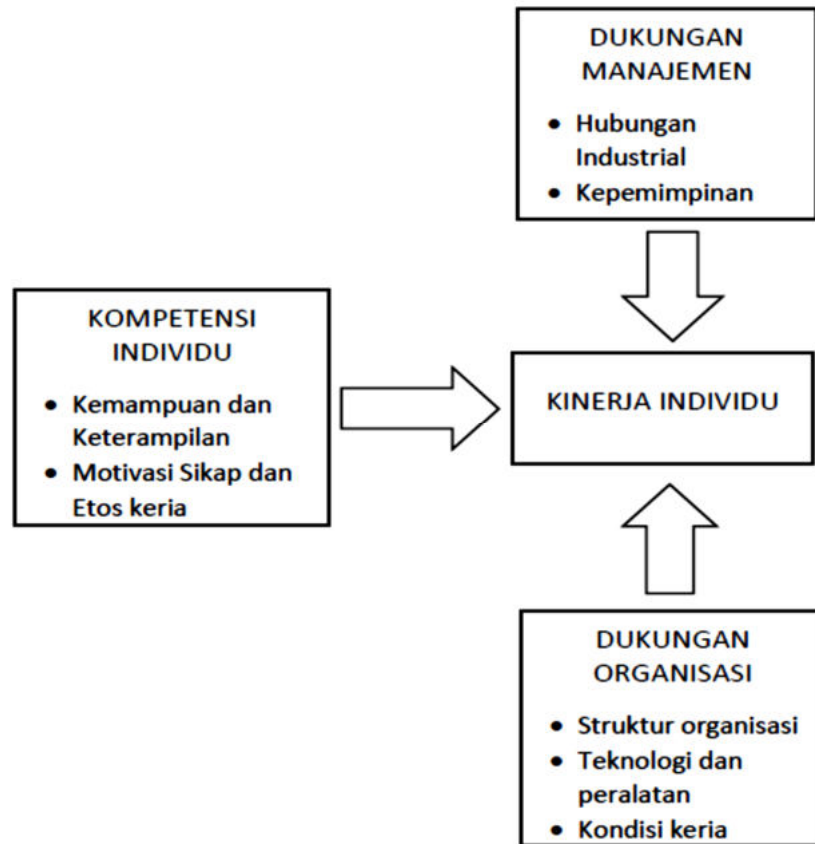 DUKUNGAN
MANAJEMEN
• Hubungan
Industrial
• Kepemimpinan
KOMPETENSI
INDIVIDU
• Kemampuan dan
Keterampilan
• Motivasi Sikap dan
Etos keria
KINERJA INDIVIDU
DUKUNGAN
ORGANISASI
• Struktur organisasi
• Teknologi dan
peralatan
• Kondisi keria